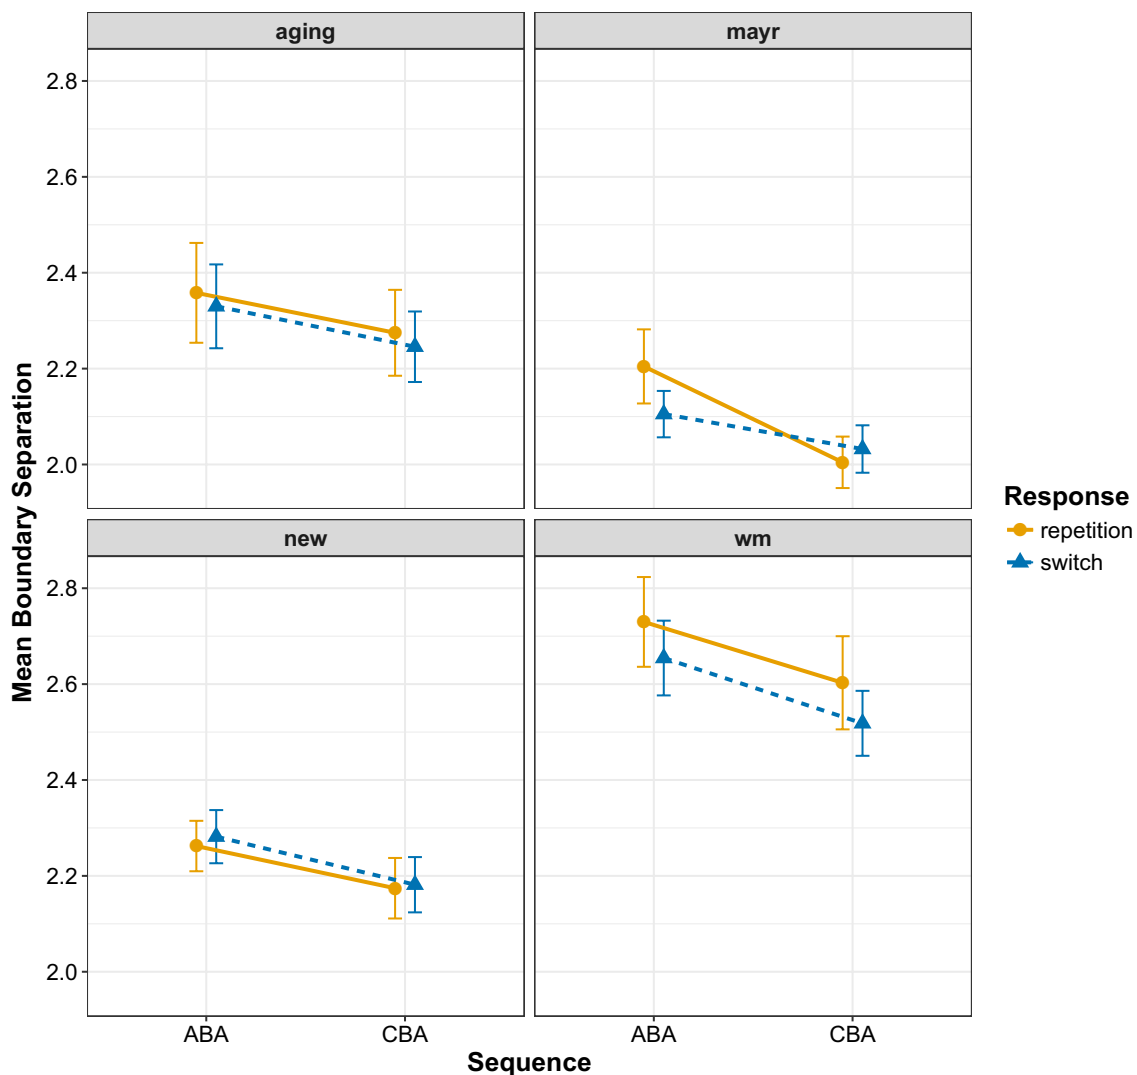 aging
mayr
2.8
2.6
2.4
2.2
2.0
new
wm
2.8
2.6
2.4
2.2
2.0
Mean Boundary Separation
ABA
CBA
ABA
CBA
Sequence
Response
repetition
switch